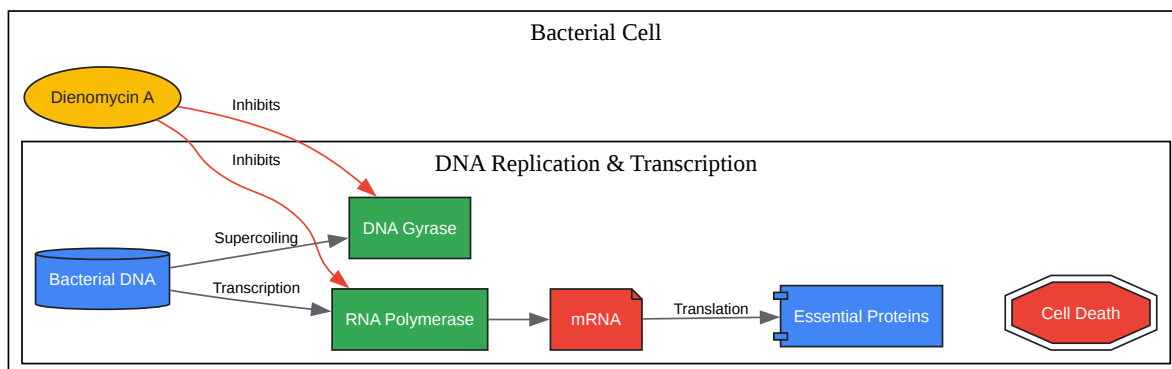 Bacterial Cell
Dienomycin A
Inhibits
Inhibits
DNA Replication & Transcription
DNA Gyrase
Supercoiling
Bacterial DNA
Transcription
RNA Polymerase
mRNA
Translation
Essential Proteins
Cell Death